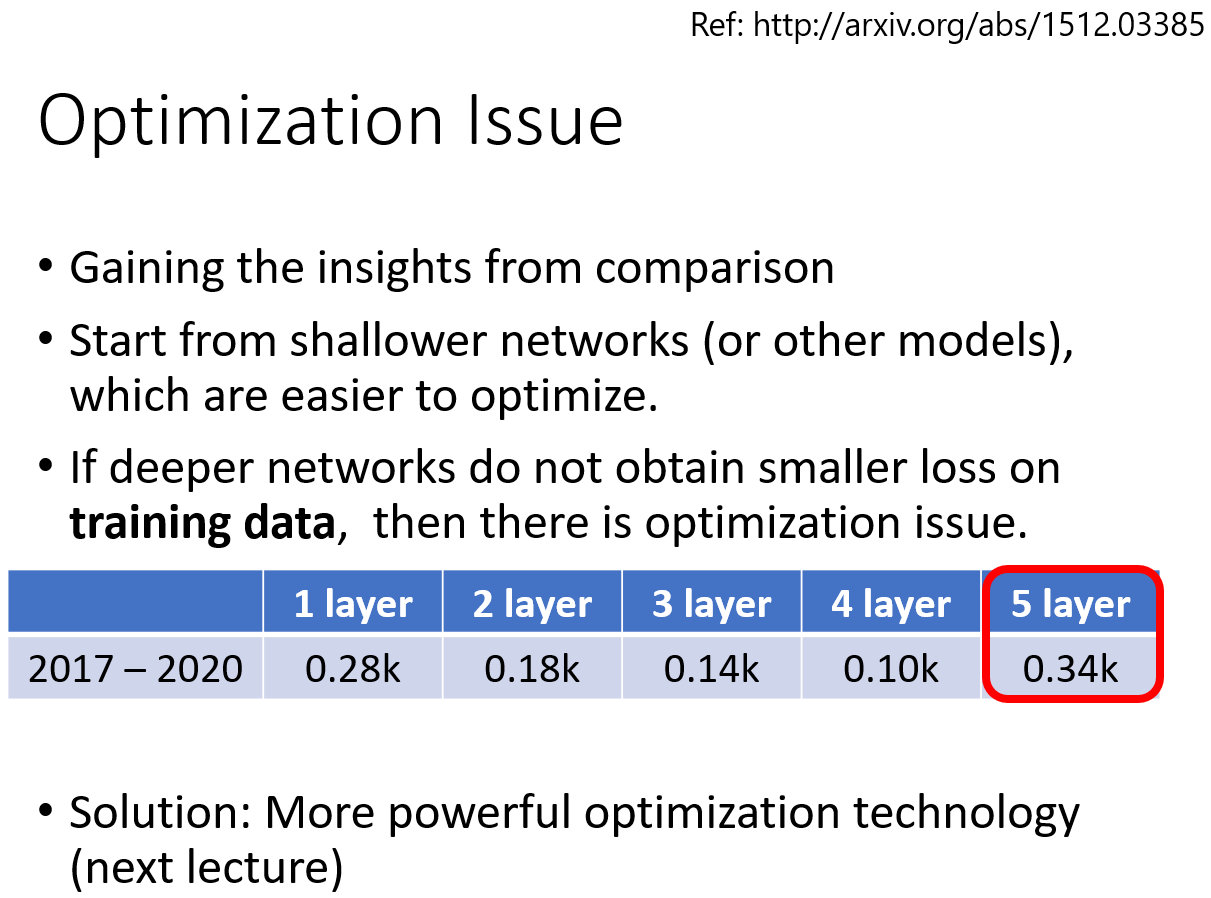 Ref: http://arxiv.org/abs/1512.03385
Optimization Issue
• Gaining the insights from comparison
• Start from shallower networks (or other models),
which are easier to optimize.
• If deeper networks do not obtain smaller loss on
training data,  then there is optimization issue.
1 layer 2 layer 3 layer 4 layer 5 layer
2017 – 2020 0.28k 0.18k 0.14k 0.10k 0.34k
• Solution: More powerful optimization technology
(next lecture)